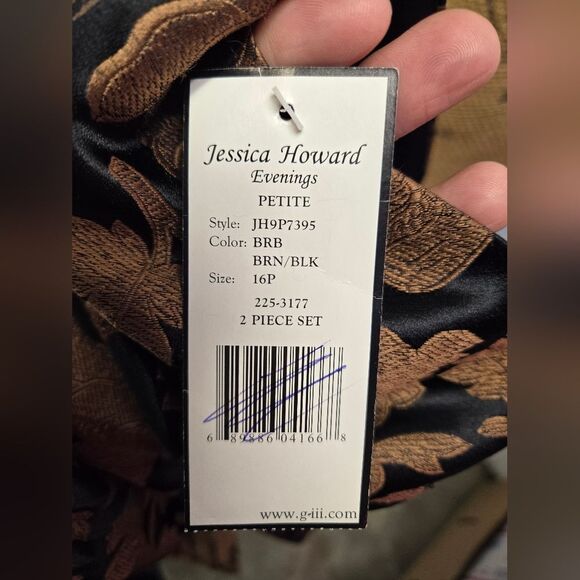 Jessica Howard
Evenings
PETITE
Style: JH9P7395
Color: BRB
BRN/BLK
Size: 16P
225-3177
2 PIECE SET
6 89886 04166 8
www.g-iii.com